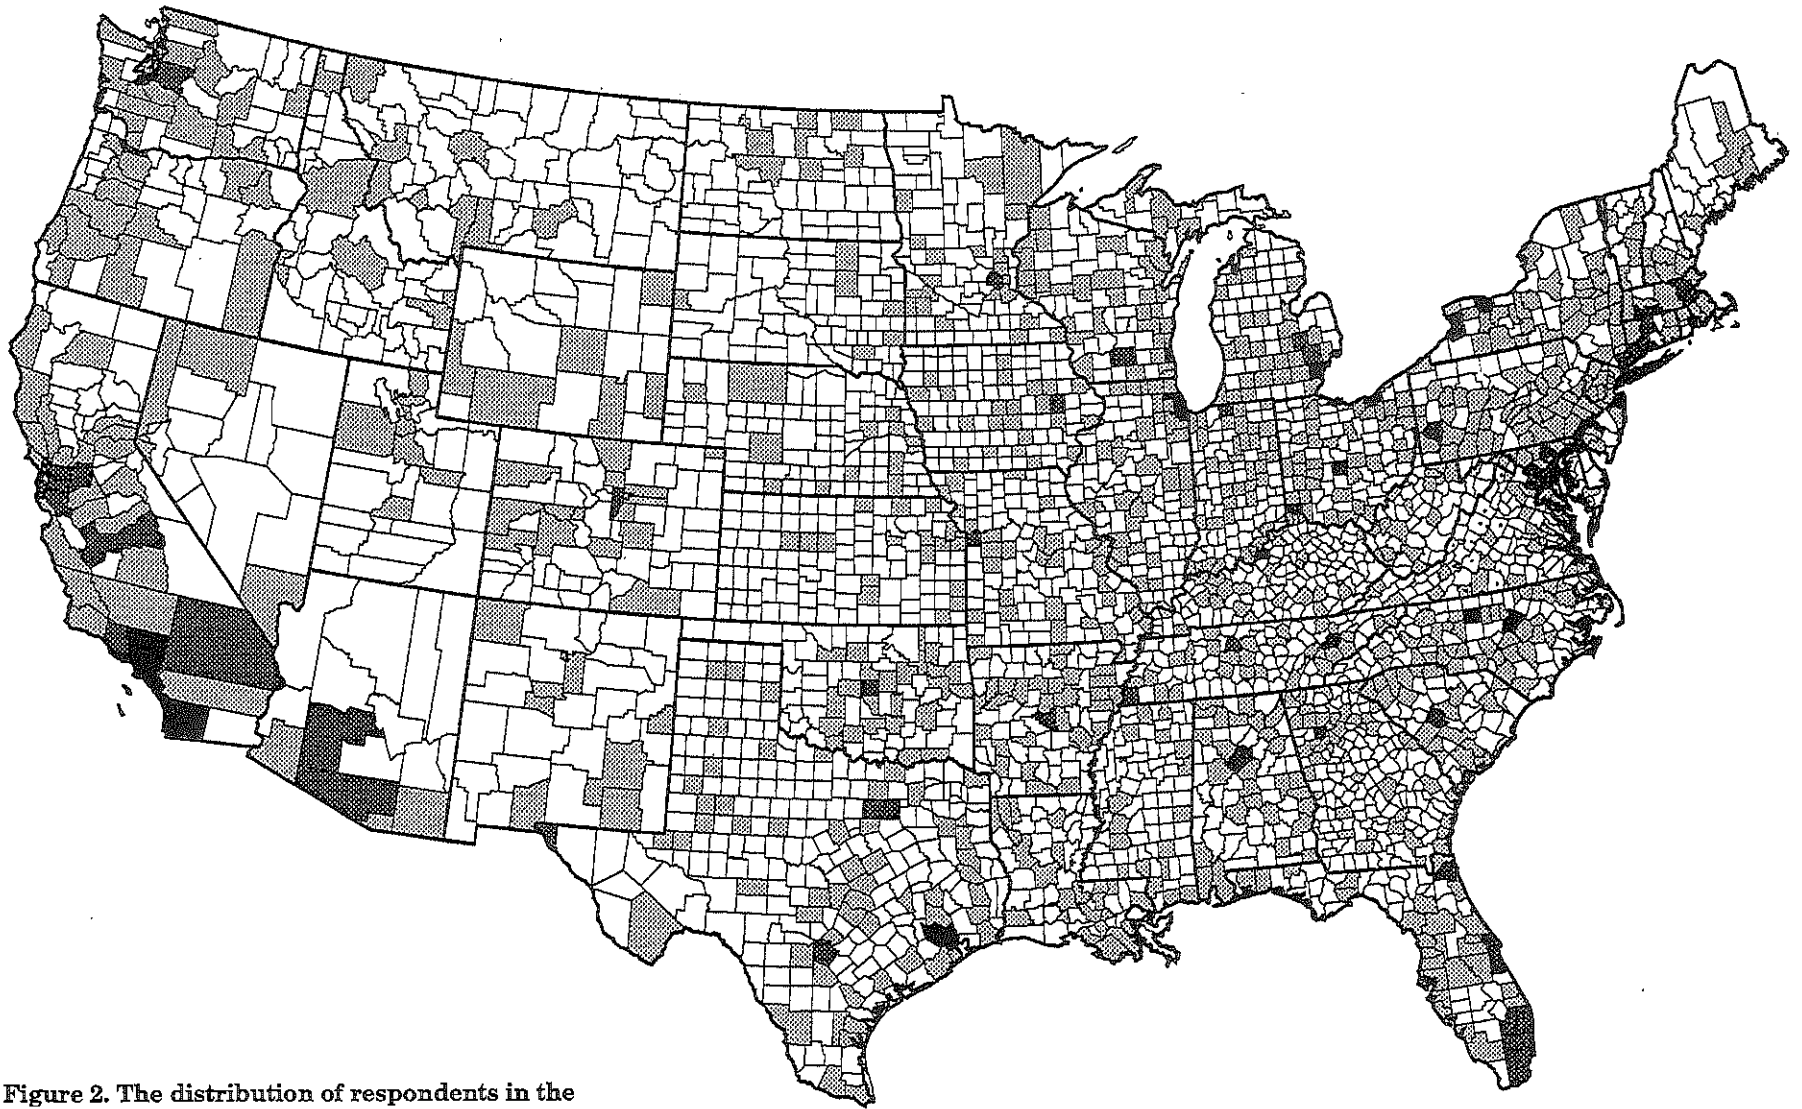 Figure 2. The distribution of respondents in the